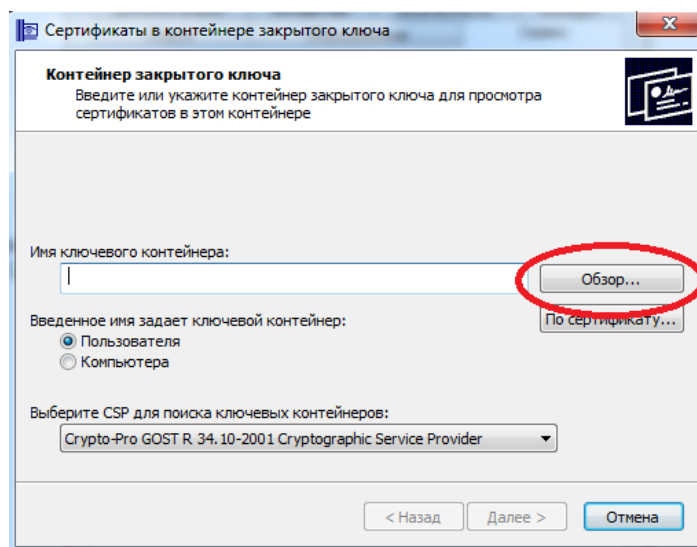 Сертификаты в контейнере закрытого ключа
Контейнер закрытого ключа
Введите или укажите контейнер закрытого ключа для просмотра
сертификатов в этом контейнере
Имя ключевого контейнера:
Обзор...
Введенное имя задает ключевой контейнер:
По сертификату...
Пользователя
Компьютера
Выберите CSP для поиска ключевых контейнеров:
Crypto-Pro GOST R 34.10-2001 Cryptographic Service Provider
< Назад
Далее >
Отмена